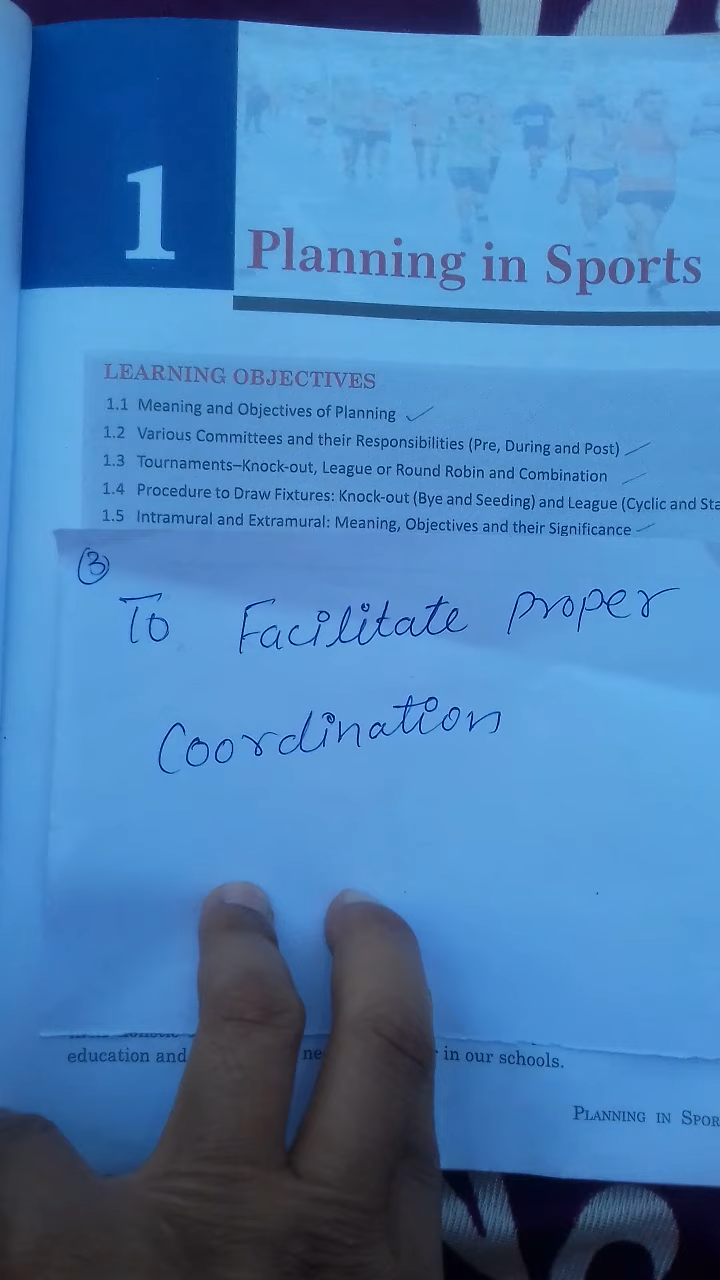 1
Planning in Sports
LEARNING OBJECTIVES
1.1 Meaning and Objectives of Planning
1.2 Various Committees and their Responsibilities (Pre, During and Post)
1.3 Tournaments–Knock-out, League or Round Robin and Combination
1.4 Procedure to Draw Fixtures: Knock-out (Bye and Seeding) and League (Cyclic and Sta
1.5 Intramural and Extramural: Meaning, Objectives and their Significance
3
To Facilitate proper
Coordination
education and ne in our schools.
PLANNING IN SPOR